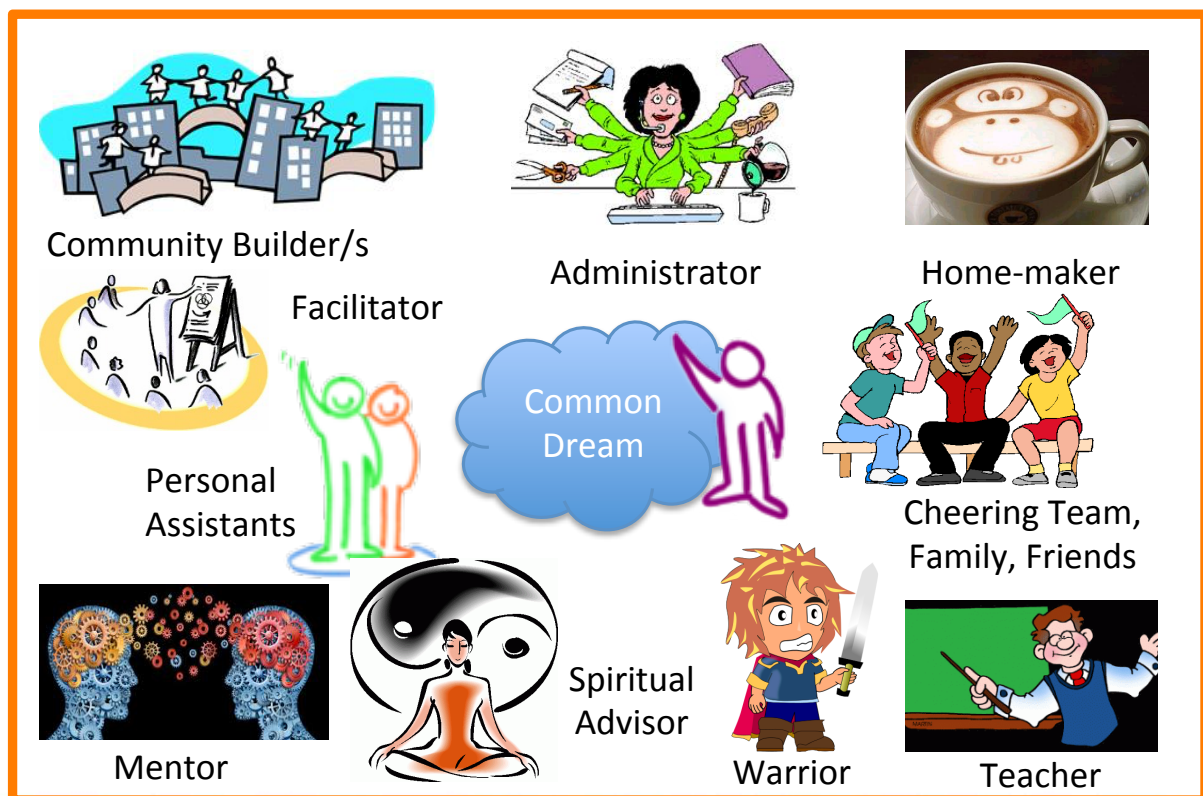 Community Builder/s
Administrator
Home-maker
Facilitator
Common
Dream
Personal
Assistants
Cheering Team,
Family, Friends
Spiritual
Advisor
Mentor
Warrior
Teacher